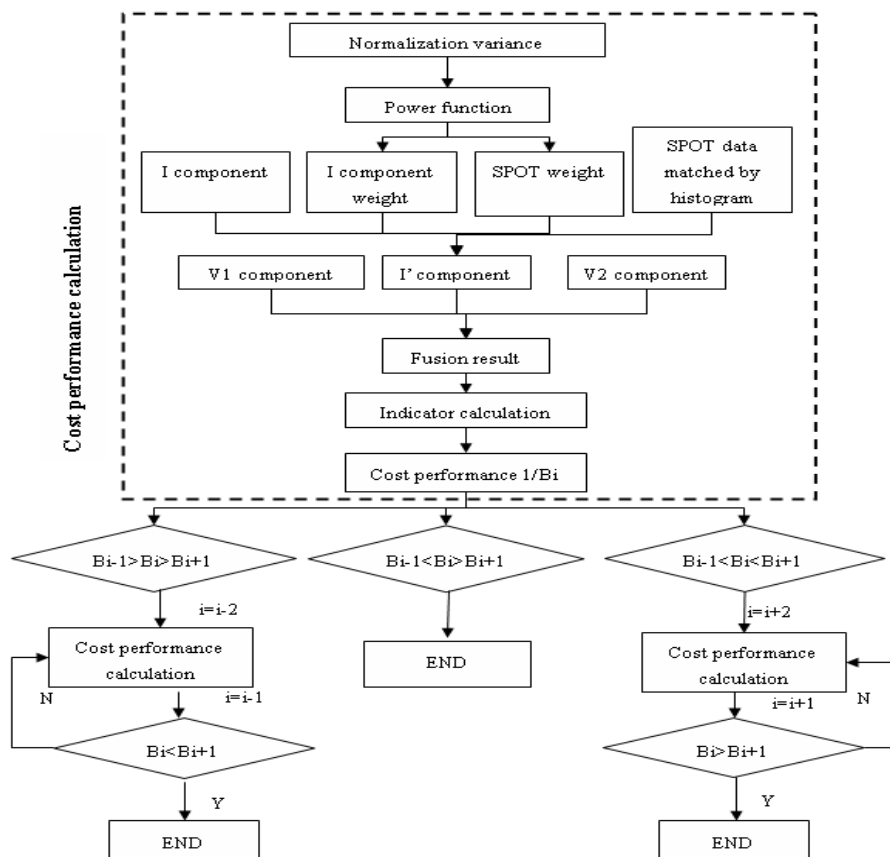 Cost performance calculation
Normalization variance
Power function
I component
I component
weight
SPOT weight
SPOT data
matched by
histogram
V1 component
I' component
V2 component
Fusion result
Indicator calculation
Cost performance 1/Bi
Bi-1>Bi>Bi+1
Bi-1<Bi>Bi+1
Bi-1<Bi<Bi+1
i=i-2
i=i+2
Cost performance
calculation
END
Cost performance
calculation
N
i=i-1
i=i+1
N
Bi<Bi+1
Bi>Bi+1
Y
Y
END
END